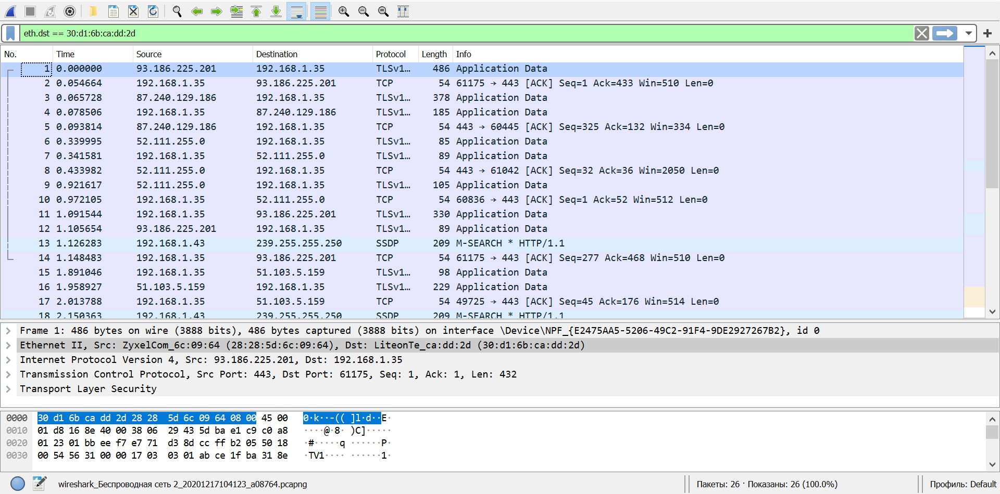 eth.dst == 30:d1:6b:ca:dd:2d
No. Time Source Destination Protocol Length Info
1 0.000000 93.186.225.201 192.168.1.35 TLSv1… 486 Application Data
2 0.054664 192.168.1.35 93.186.225.201 TCP 54 61175 → 443 [ACK] Seq=1 Ack=433 Win=510 Len=0
3 0.065728 87.240.129.186 192.168.1.35 TLSv1… 378 Application Data
4 0.078506 192.168.1.35 87.240.129.186 TLSv1… 185 Application Data
5 0.093814 87.240.129.186 192.168.1.35 TCP 54 443 → 60445 [ACK] Seq=325 Ack=132 Win=334 Len=0
6 0.339995 52.111.255.0 192.168.1.35 TLSv1… 85 Application Data
7 0.341581 192.168.1.35 52.111.255.0 TLSv1… 89 Application Data
8 0.433982 52.111.255.0 192.168.1.35 TCP 54 443 → 61042 [ACK] Seq=32 Ack=36 Win=2050 Len=0
9 0.921617 52.111.255.0 192.168.1.35 TLSv1… 105 Application Data
10 0.972105 192.168.1.35 52.111.255.0 TCP 54 60836 → 443 [ACK] Seq=1 Ack=52 Win=512 Len=0
11 1.091544 192.168.1.35 93.186.225.201 TLSv1… 330 Application Data
12 1.105654 93.186.225.201 192.168.1.35 TLSv1… 89 Application Data
13 1.126283 192.168.1.43 239.255.255.250 SSDP 209 M-SEARCH * HTTP/1.1
14 1.148483 192.168.1.35 93.186.225.201 TCP 54 61175 → 443 [ACK] Seq=277 Ack=468 Win=510 Len=0
15 1.891046 192.168.1.35 51.103.5.159 TLSv1… 98 Application Data
16 1.958927 51.103.5.159 192.168.1.35 TLSv1… 229 Application Data
17 2.013788 192.168.1.35 51.103.5.159 TCP 54 49725 → 443 [ACK] Seq=45 Ack=176 Win=514 Len=0
18 2.150363 192.168.1.43 239.255.255.250 SSDP 209 M-SEARCH * HTTP/1.1
Frame 1: 486 bytes on wire (3888 bits), 486 bytes captured (3888 bits) on interface \Device\NPF_{E2475AA5-5206-49C2-91F4-9DE2927267B2}, id 0
Ethernet II, Src: ZyxelCom_6c:09:64 (28:28:5d:6c:09:64), Dst: LiteonTe_ca:dd:2d (30:d1:6b:ca:dd:2d)
Internet Protocol Version 4, Src: 93.186.225.201, Dst: 192.168.1.35
Transmission Control Protocol, Src Port: 443, Dst Port: 61175, Seq: 1, Ack: 1, Len: 432
Transport Layer Security
0000 30 d1 6b ca dd 2d 28 28 5d 6c 09 64 08 00 45 00 0·k··-(( ]l·d··E·
0010 01 d8 16 8e 40 00 38 06 29 43 5d ba e1 c9 c0 a8 ····@·8· )C]·····
0020 01 23 01 bb ee f7 e7 71 d3 8d cc ff b2 05 50 18 ·#·····q ······P·
0030 00 54 56 31 00 00 17 03 03 01 ab ce 1f ba 31 8e ·TV1···· ······1·
wireshark_Беспроводная сеть 2_20201217104123_a08764.pcapng Пакеты: 26 · Показаны: 26 (100.0%) Профиль: Default